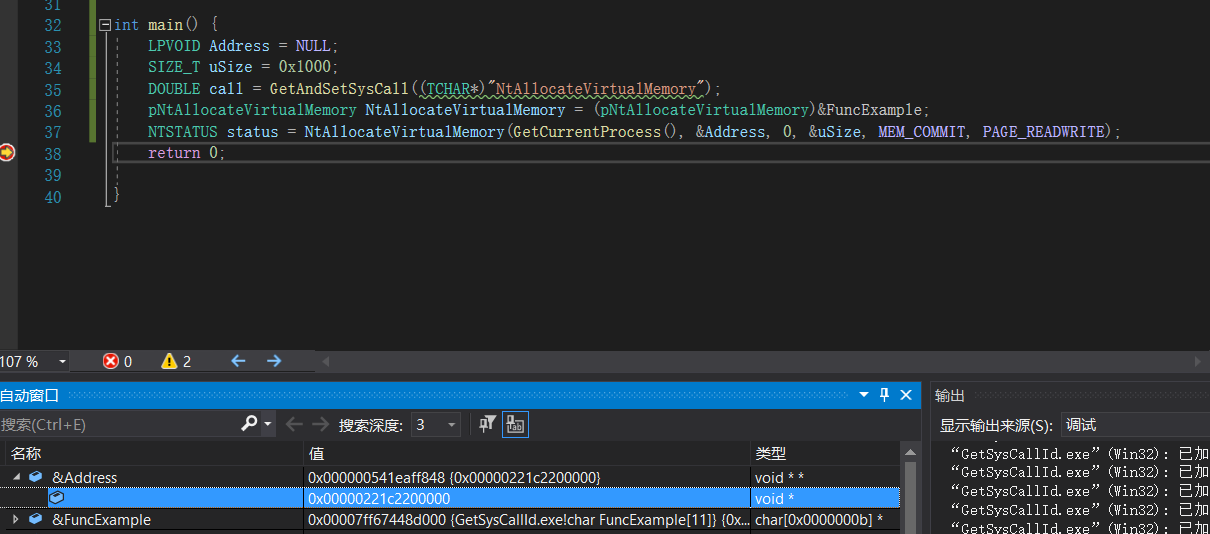 31
32 int main() {
33 LPVOID Address = NULL;
34 SIZE_T uSize = 0x1000;
35 DOUBLE call = GetAndSetSysCall((TCHAR*)"NtAllocateVirtualMemory");
36 pNtAllocateVirtualMemory NtAllocateVirtualMemory = (pNtAllocateVirtualMemory)&FuncExample;
37 NTSTATUS status = NtAllocateVirtualMemory(GetCurrentProcess(), &Address, 0, &uSize, MEM_COMMIT, PAGE_READWRITE);
38 return 0;
39
40 }
107 % 0 2
自动窗口
搜索(Ctrl+E) 搜索深度: 3
名称 值 类型
&Address 0x000000541eaff848 {0x00000221c2200000} void * *
0x00000221c2200000 void *
&FuncExample 0x00007ff67448d000 {GetSysCallId.exe!char FuncExample[11]} {0x... char[0x0000000b] *
输出
显示输出来源(S): 调试
“GetSysCallId.exe”(Win32): 已加
“GetSysCallId.exe”(Win32): 已加
“GetSysCallId.exe”(Win32): 已加
“GetSysCallId.exe”(Win32): 已加
“GetSysCallId.exe”(Win32): 已加